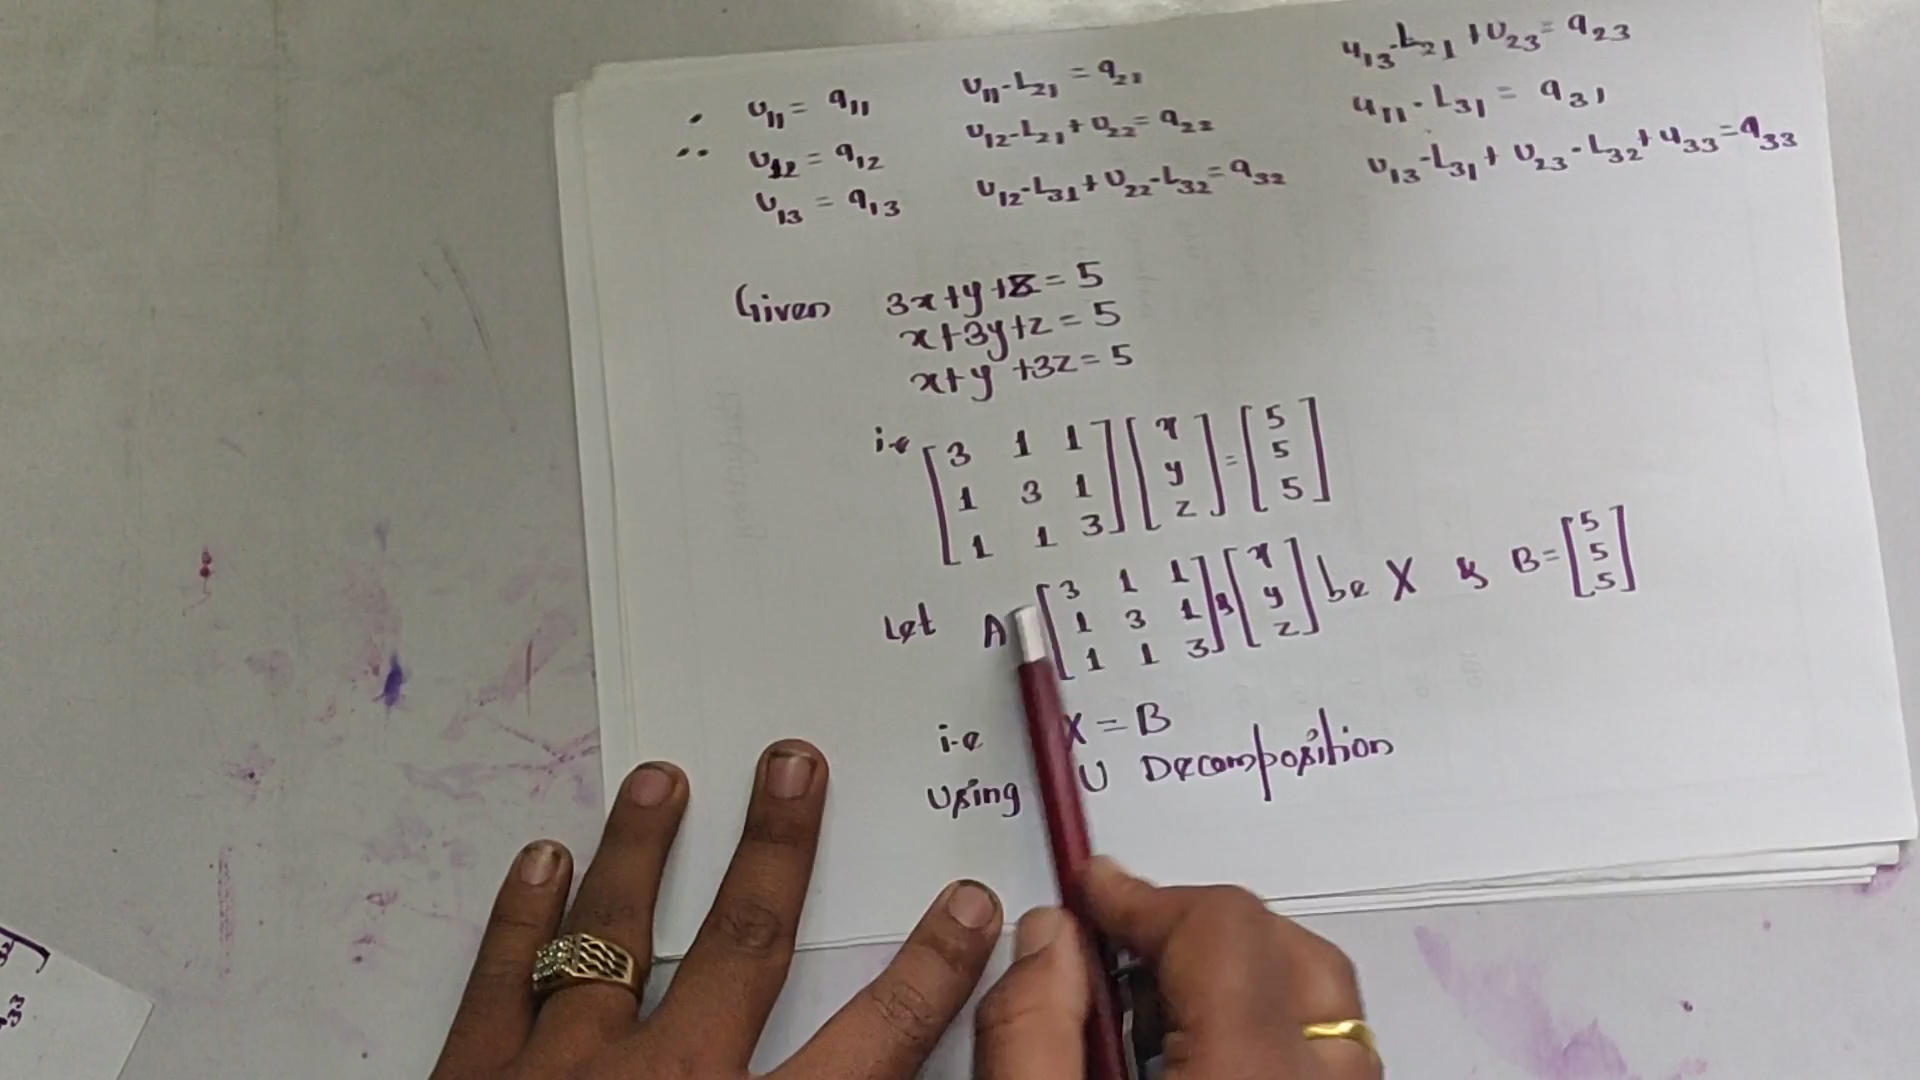 ∴ U11 = a11 U11·L21 = a21 U13·L21 + U23 = a23
U12 = a12 U12·L21 + U22 = a22 U11·L31 = a31
U13 = a13 U12·L31 + U22·L32 = a32 U13·L31 + U23·L32 + U33 = a33
Given 3x+y+z = 5
x+3y+z = 5
x+y+3z = 5
i.e [3 1 1] [x] = [5]
[1 3 1] [y] [5]
[1 1 3] [z] [5]
Let A [3 1 1] & [x] be X & B = [5]
[1 3 1] [y] [5]
[1 1 3] [z] [5]
i.e X = B
Using U Decomposition
33